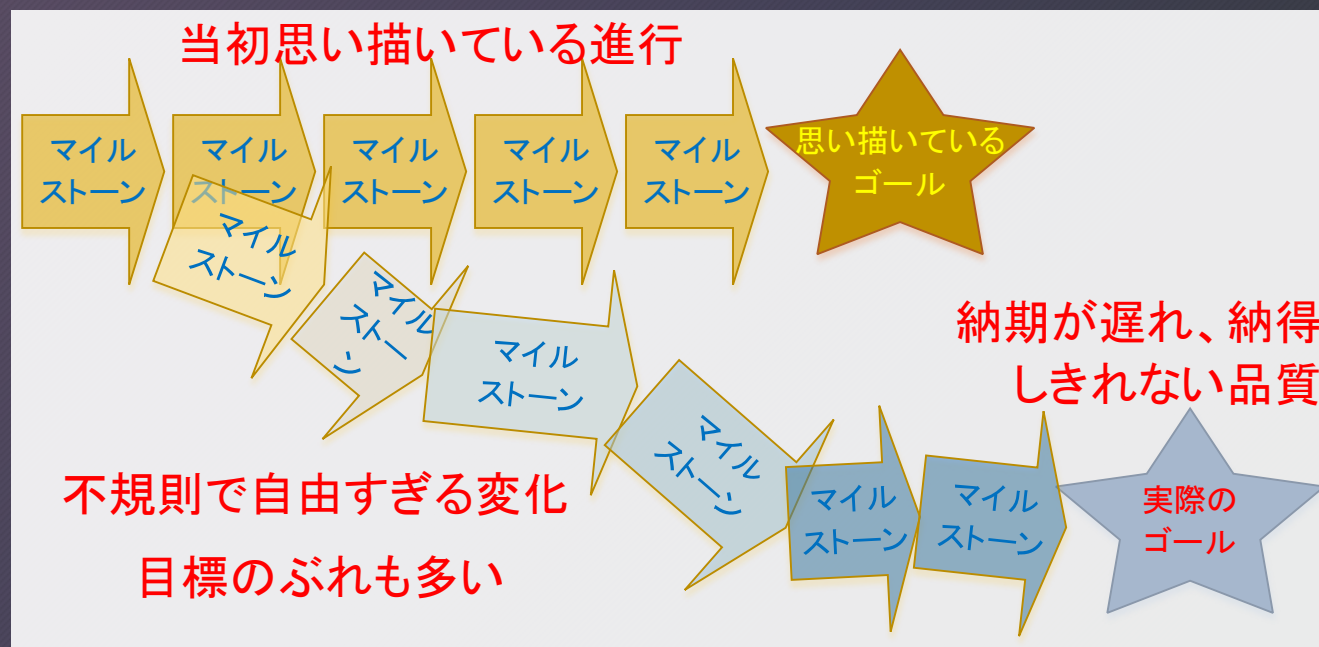 当初思い描いている進行
マイル
ストーン
マイル
ストーン
マイル
ストーン
マイル
ストーン
マイル
ストーン
思い描いている
ゴール
マイル
ストーン
マイル
ストー
ン
マイル
ストーン
マイル
ストーン
マイル
ストーン
マイル
ストーン
納期が遅れ、納得
しきれない品質
実際の
ゴール
不規則で自由すぎる変化
目標のぶれも多い